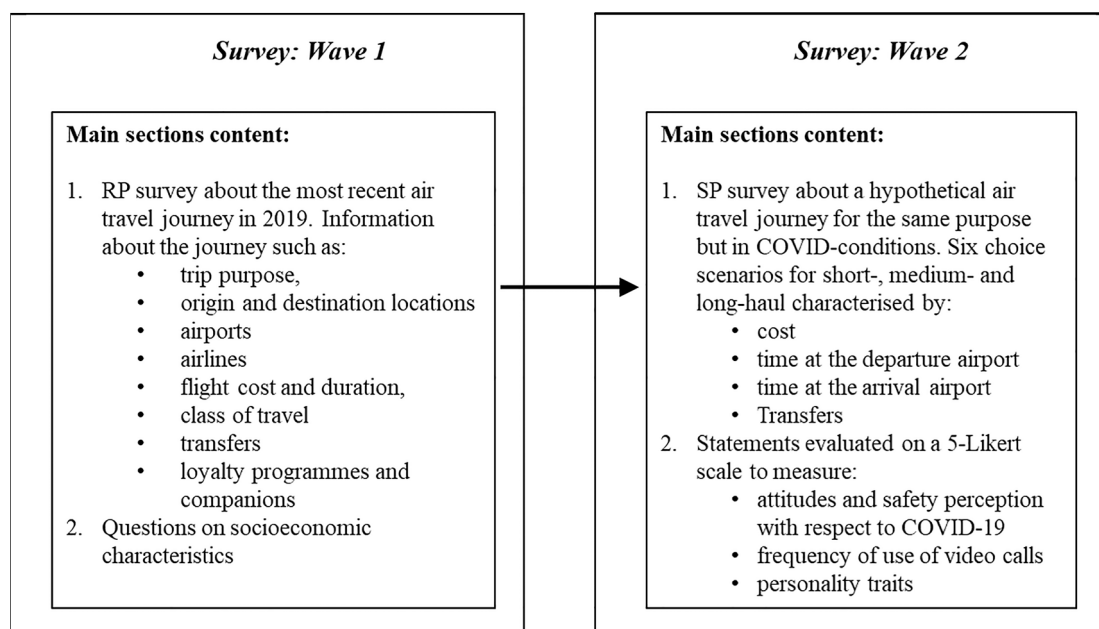 Survey: Wave 1
Main sections content:
1. RP survey about the most recent air
travel journey in 2019. Information
about the journey such as:
• trip purpose,
• origin and destination locations
• airports
• airlines
• flight cost and duration,
• class of travel
• transfers
• loyalty programmes and
companions
2. Questions on socioeconomic
characteristics
Survey: Wave 2
Main sections content:
1. SP survey about a hypothetical air
travel journey for the same purpose
but in COVID-conditions. Six choice
scenarios for short-, medium- and
long-haul characterised by:
• cost
• time at the departure airport
• time at the arrival airport
• Transfers
2. Statements evaluated on a 5-Likert
scale to measure:
• attitudes and safety perception
with respect to COVID-19
• frequency of use of video calls
• personality traits